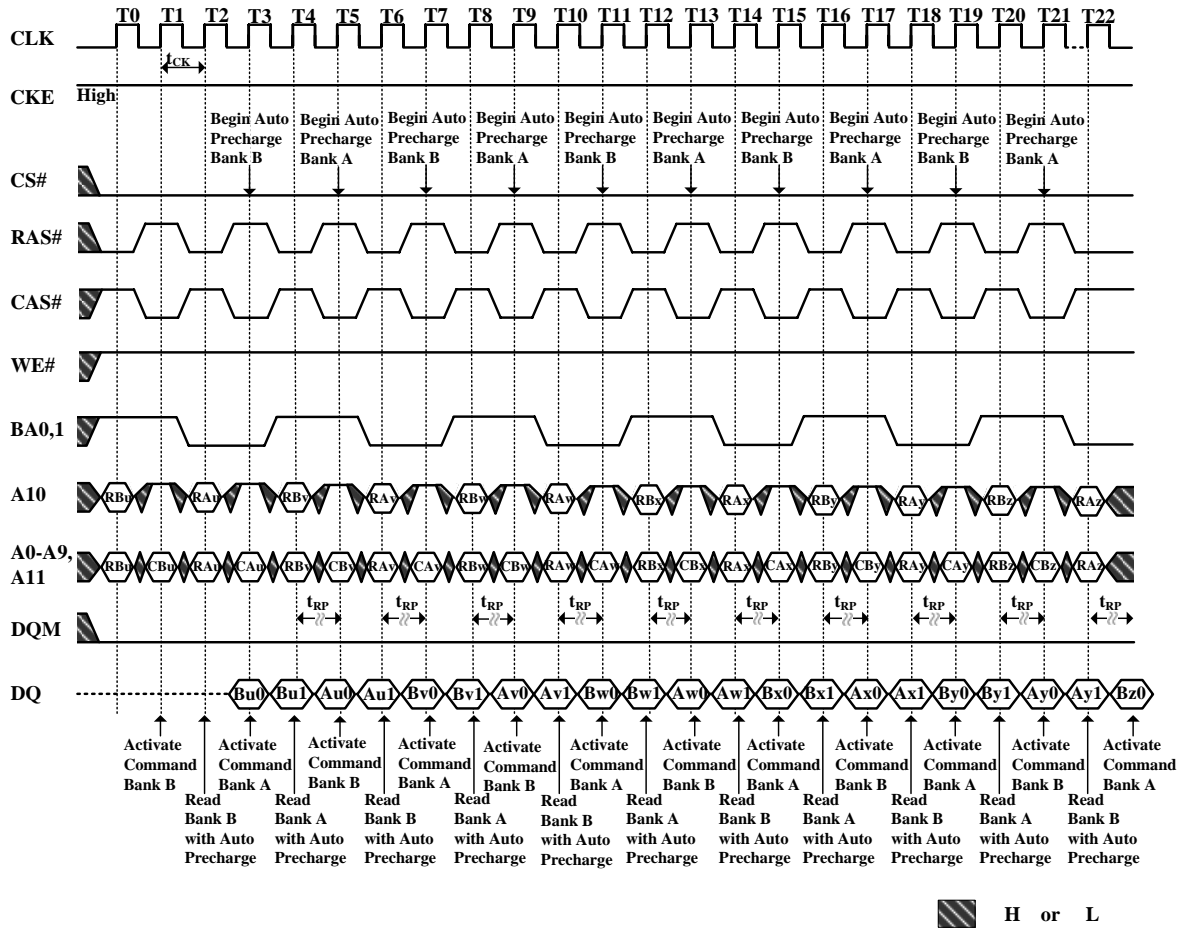 T0 T1 T2 T3 T4 T5 T6 T7 T8 T9 T10 T11 T12 T13 T14 T15 T16 T17 T18 T19 T20 T21 T22
CLK
tCK
CKE
High
Begin Auto Precharge Bank B
Begin Auto Precharge Bank A
Begin Auto Precharge Bank B
Begin Auto Precharge Bank A
Begin Auto Precharge Bank B
Begin Auto Precharge Bank A
Begin Auto Precharge Bank B
Begin Auto Precharge Bank A
Begin Auto Precharge Bank B
Begin Auto Precharge Bank A
CS#
RAS#
CAS#
WE#
BA0,1
A10 RBu RAu RBv RAv RBw RAw RBx RAx RBy RAy RBz RAz
A0-A9, A11 RBu CBu RAu CAu RBv CBv RAv CAv RBw CBw RAw CAw RBx CBx RAx CAx RBy CBy RAy CAy RBz CBz RAz
tRP tRP tRP tRP tRP tRP tRP tRP tRP tRP
DQM
DQ Bu0 Bu1 Au0 Au1 Bv0 Bv1 Av0 Av1 Bw0 Bw1 Aw0 Aw1 Bx0 Bx1 Ax0 Ax1 By0 By1 Ay0 Ay1 Bz0
Activate Command Bank B
Activate Command Bank A
Activate Command Bank B
Activate Command Bank A
Activate Command Bank B
Activate Command Bank A
Activate Command Bank B
Activate Command Bank A
Activate Command Bank B
Activate Command Bank A
Activate Command Bank B
Activate Command Bank A
Read Bank B with Auto Precharge
Read Bank A with Auto Precharge
Read Bank B with Auto Precharge
Read Bank A with Auto Precharge
Read Bank B with Auto Precharge
Read Bank A with Auto Precharge
Read Bank B with Auto Precharge
Read Bank A with Auto Precharge
Read Bank B with Auto Precharge
Read Bank A with Auto Precharge
Read Bank B with Auto Precharge
H or L